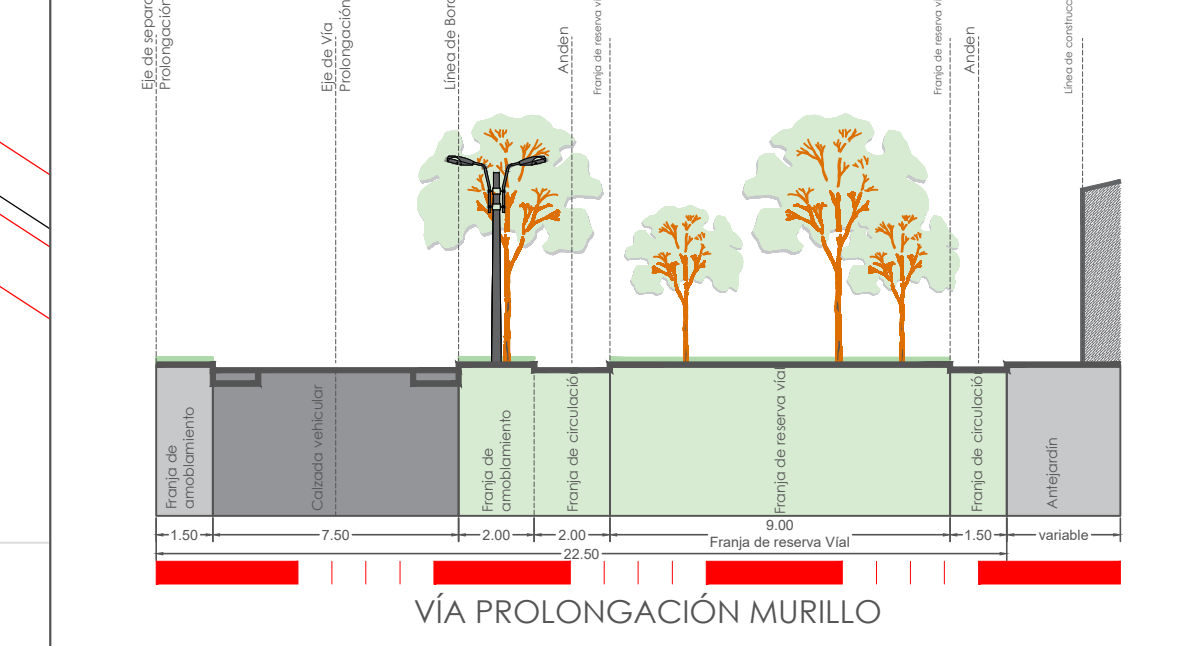 Eje de separa
Prolongación
Eje de Vía
Prolongación
Línea de Bord
Anden
Franja de reserva v
Franja de reserva v
Anden
Línea de construcc
Franja de
amoblamiento
Calzada vehicular
Franja de
amoblamiento
Franja de circulación
Franja de reserva víal
Franja de circulación
Antejardín
1.50
7.50
2.00
2.00
9.00
Franja de reserva Víal
1.50
variable
22.50
VÍA PROLONGACIÓN MURILLO